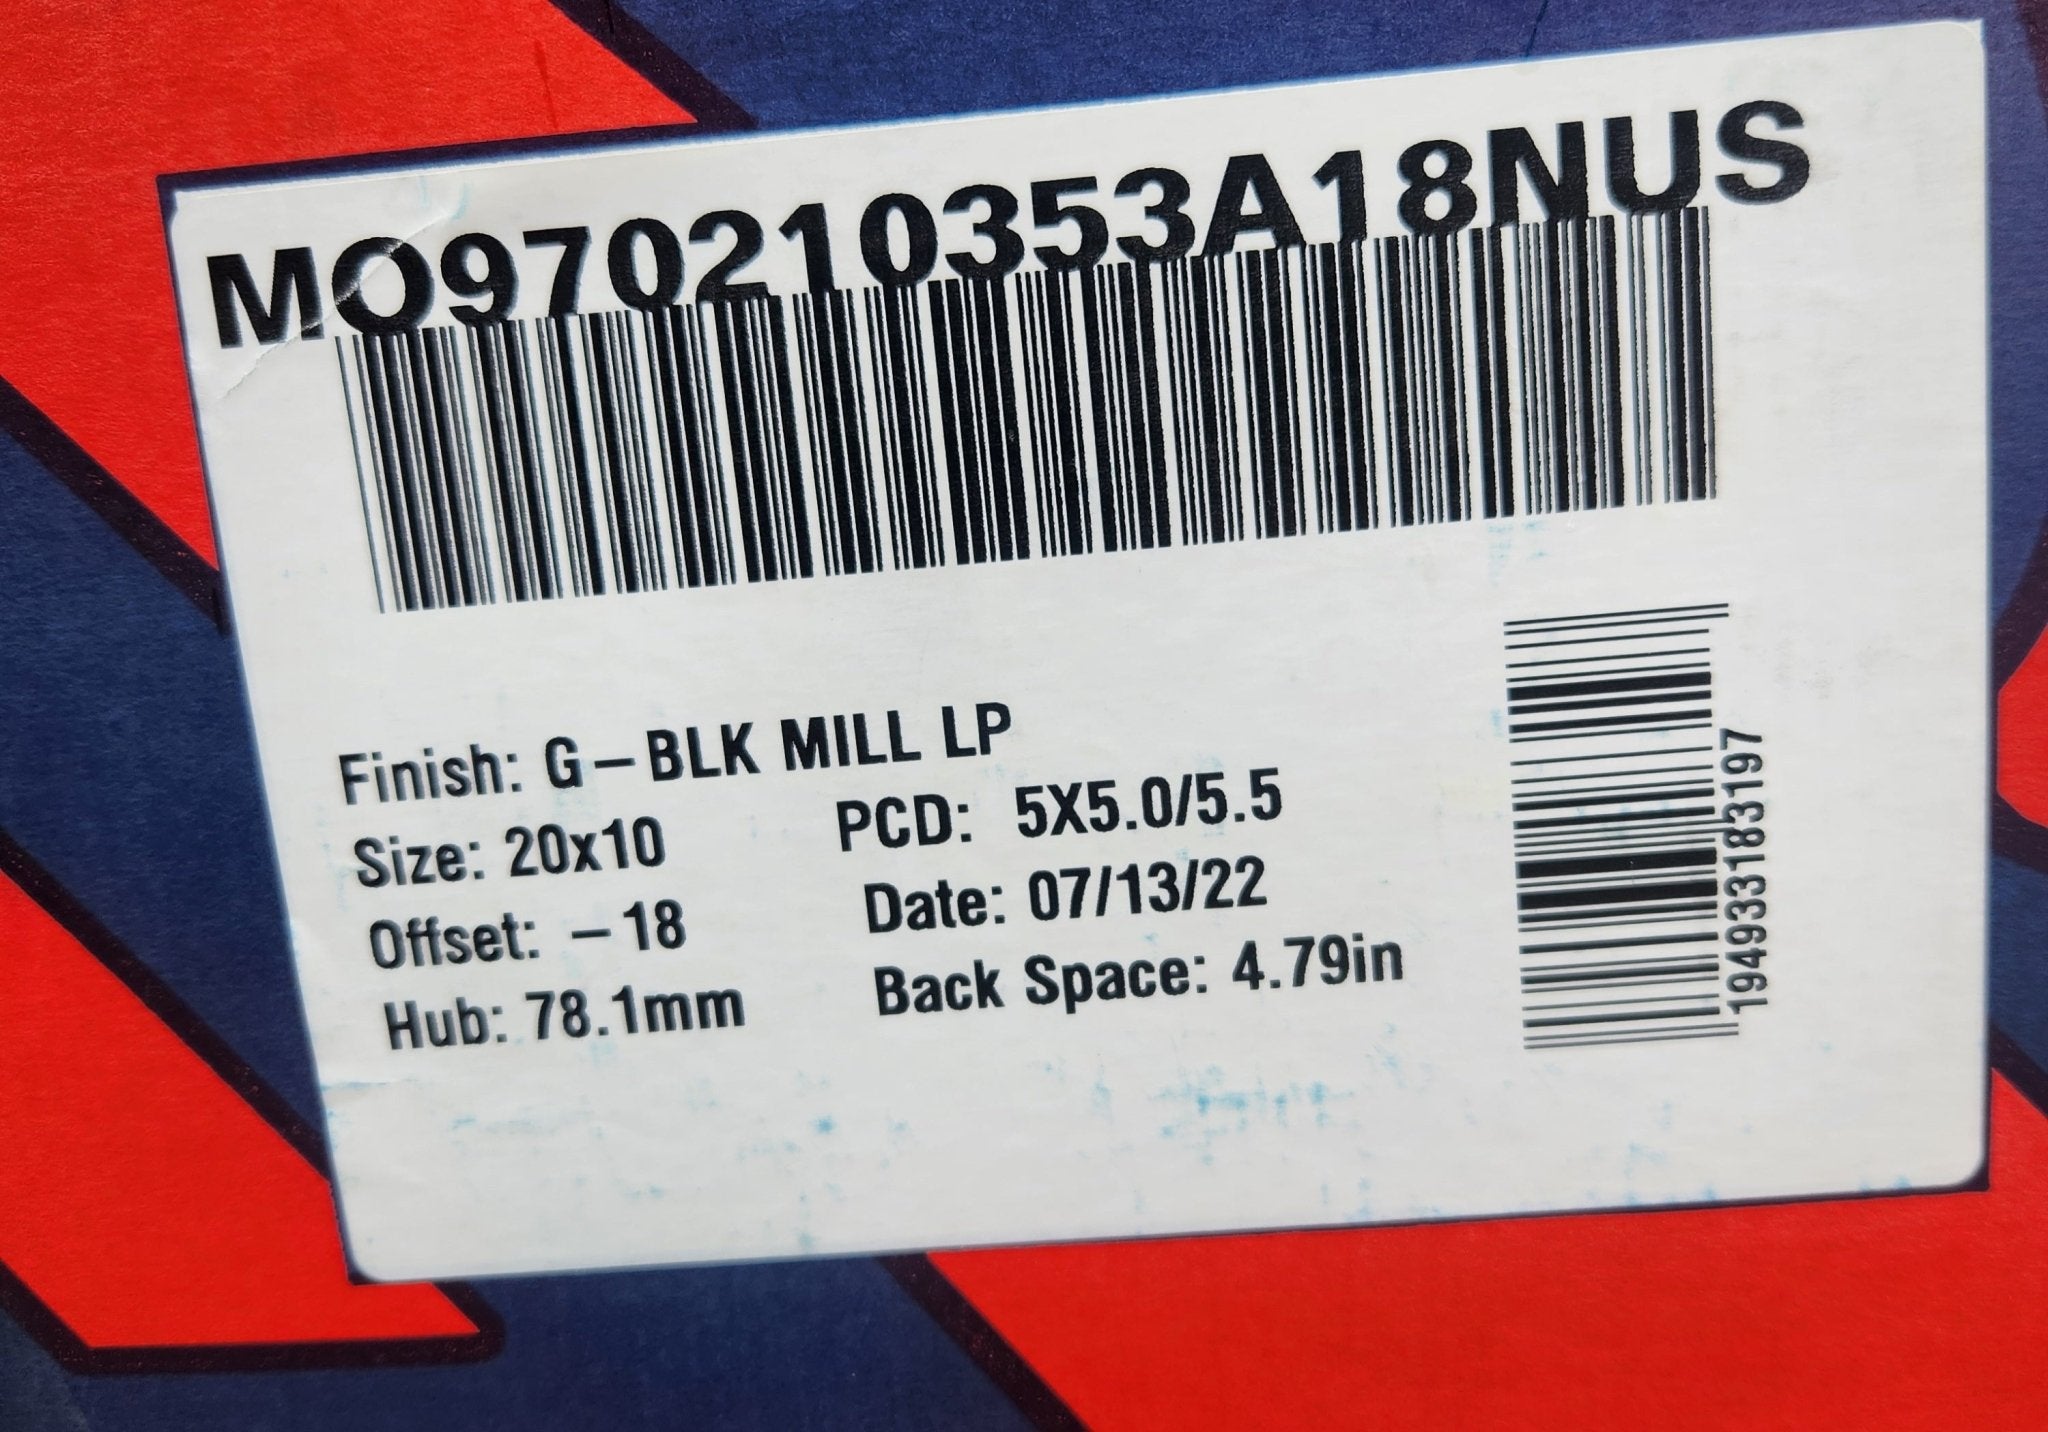 MO970210353A18NUS
Finish: G-BLK MILL LP
Size: 20x10 PCD: 5X5.0/5.5
Offset: -18 Date: 07/13/22
Hub: 78.1mm Back Space: 4.79in
194933183197